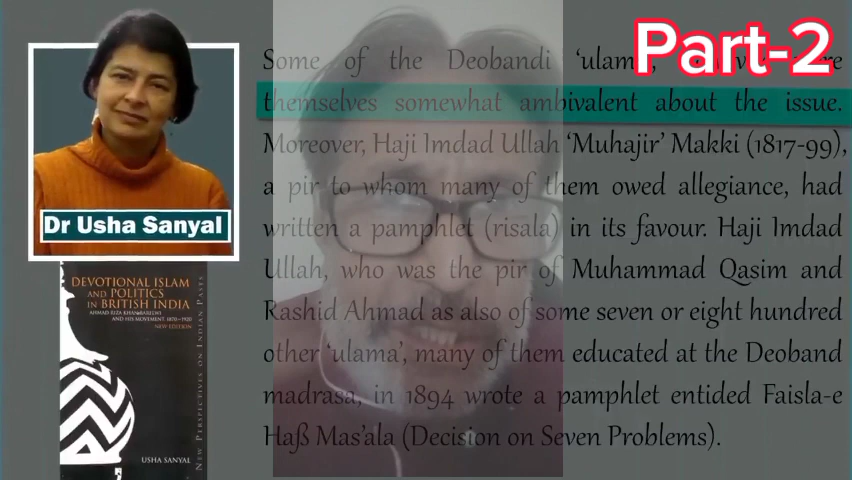 Part-2
Some of the Deobandi 'ulama,
themselves somewhat ambivalent about the issue.
Moreover, Haji Imdad Ullah 'Muhajir' Makki (1817-99),
a pir to whom many of them owed allegiance, had
written a pamphlet (risala) in its favour. Haji Imdad
Ullah, who was the pir of Muhammad Qasim and
Rashid Ahmad as also of some seven or eight hundred
other 'ulama', many of them educated at the Deoband
madrasa, in 1894 wrote a pamphlet entided Faisla-e
Haß Mas'ala (Decision on Seven Problems).
Dr Usha Sanyal
DEVOTIONAL ISLAM
AND POLITICS
IN BRITISH INDIA
AHMAD RIZA KHAN BARELWI
AND HIS MOVEMENT, 1870-1920
NEW EDITION
NEW PERSPECTIVES ON INDIAN PASTS
USHA SANYAL